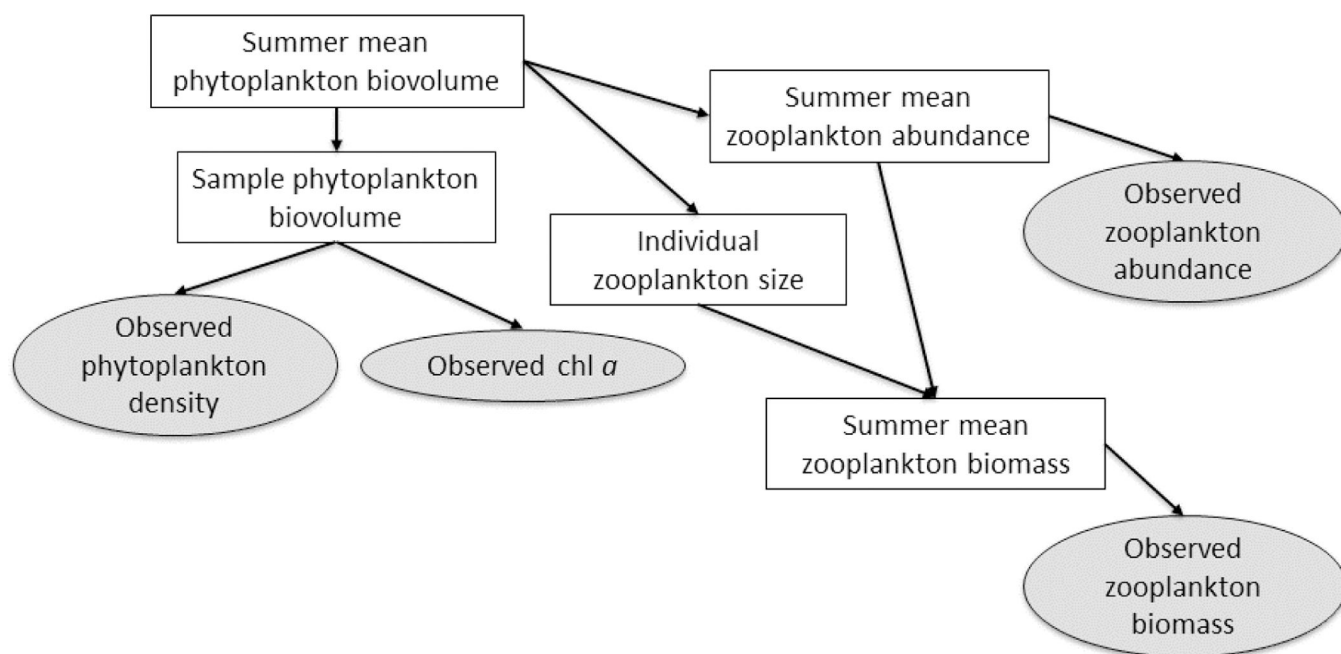 Summer mean
phytoplankton biovolume
Summer mean
zooplankton abundance
Sample phytoplankton
biovolume
Observed
zooplankton
abundance
Individual
zooplankton size
Observed
phytoplankton
density
Observed chl a
Summer mean
zooplankton biomass
Observed
zooplankton
biomass